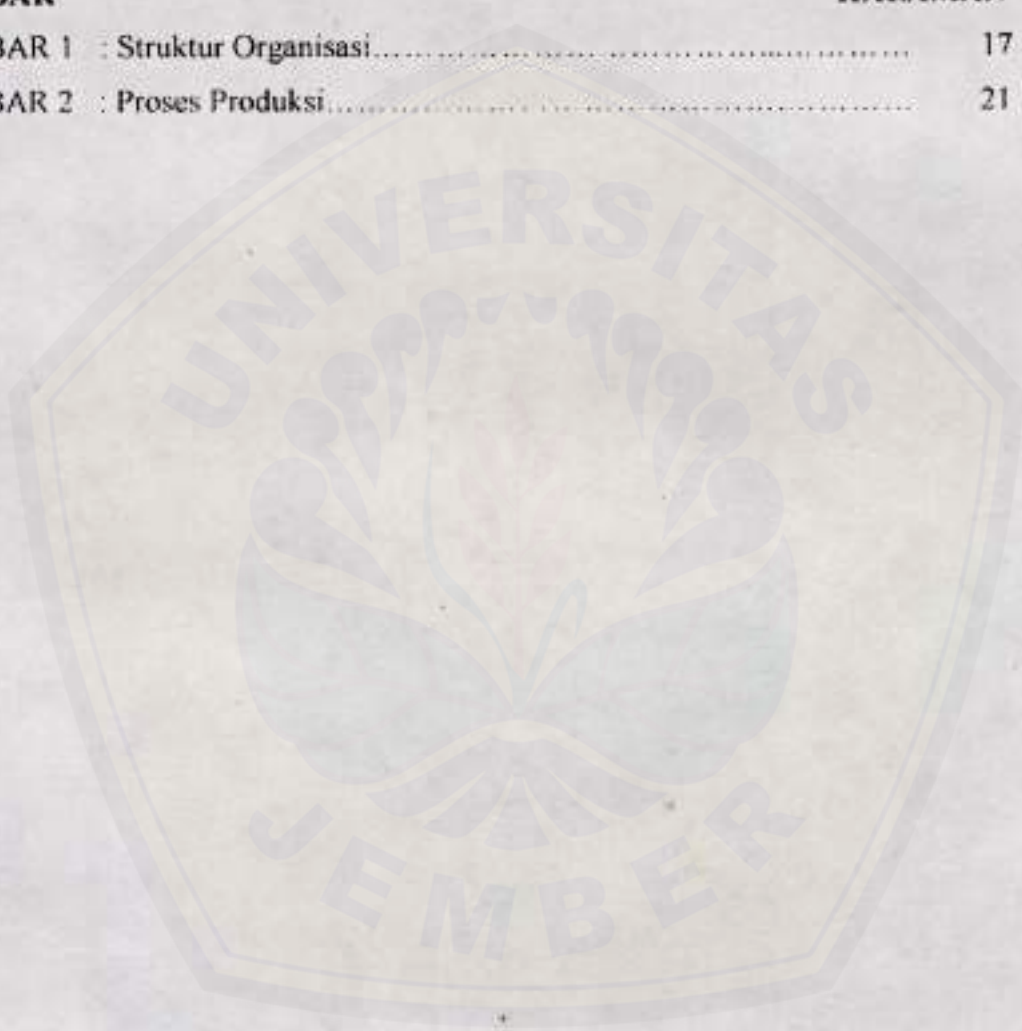 BAR 1 : Struktur Organisasi........................................................ 17
BAR 2 : Proses Produksi............................................................ 21
UNIVERSITAS
JEMBER